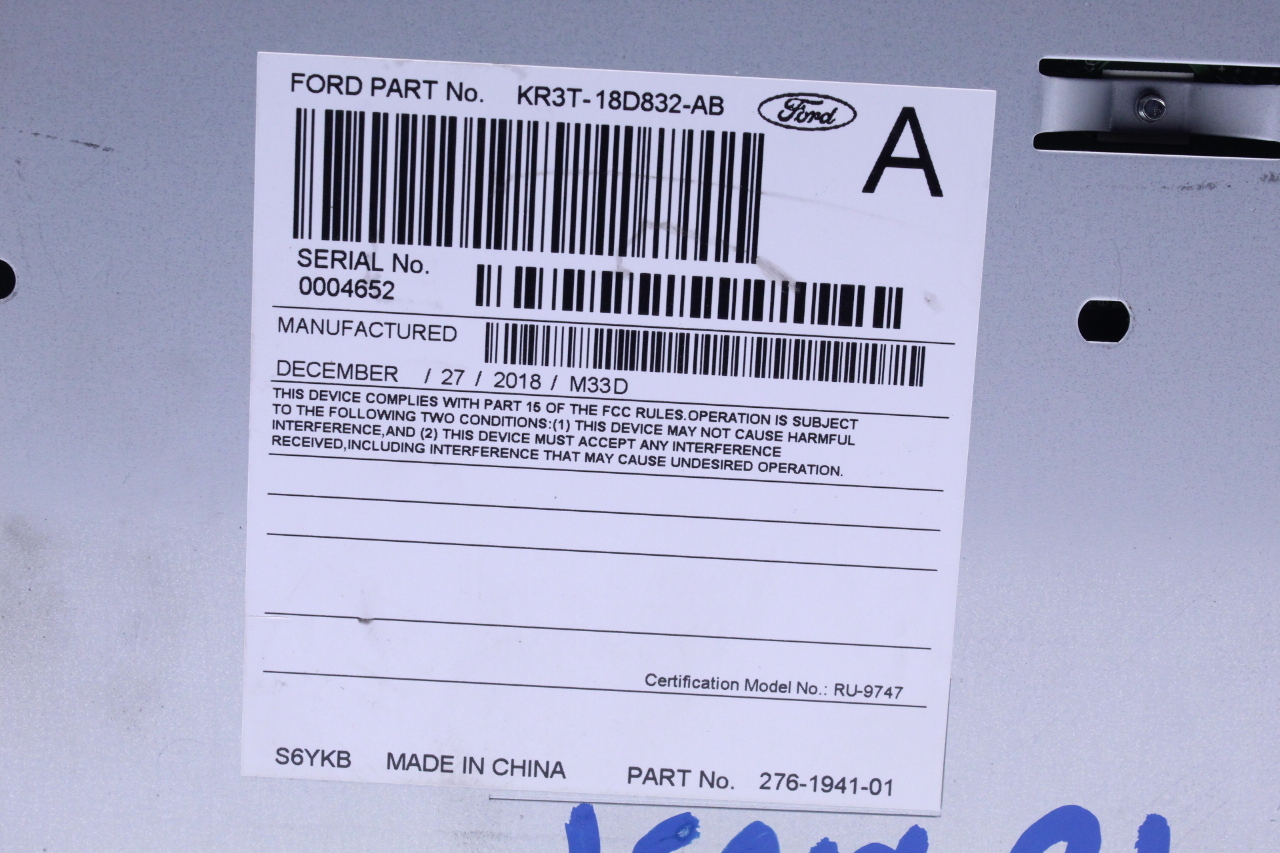 FORD PART No. KR3T-18D832-AB Ford A
SERIAL No.
0004652
MANUFACTURED
DECEMBER / 27 / 2018 / M33D
THIS DEVICE COMPLIES WITH PART 15 OF THE FCC RULES.OPERATION IS SUBJECT
TO THE FOLLOWING TWO CONDITIONS:(1) THIS DEVICE MAY NOT CAUSE HARMFUL
INTERFERENCE,AND (2) THIS DEVICE MUST ACCEPT ANY INTERFERENCE
RECEIVED,INCLUDING INTERFERENCE THAT MAY CAUSE UNDESIRED OPERATION.
Certification Model No.: RU-9747
S6YKB MADE IN CHINA PART No. 276-1941-01